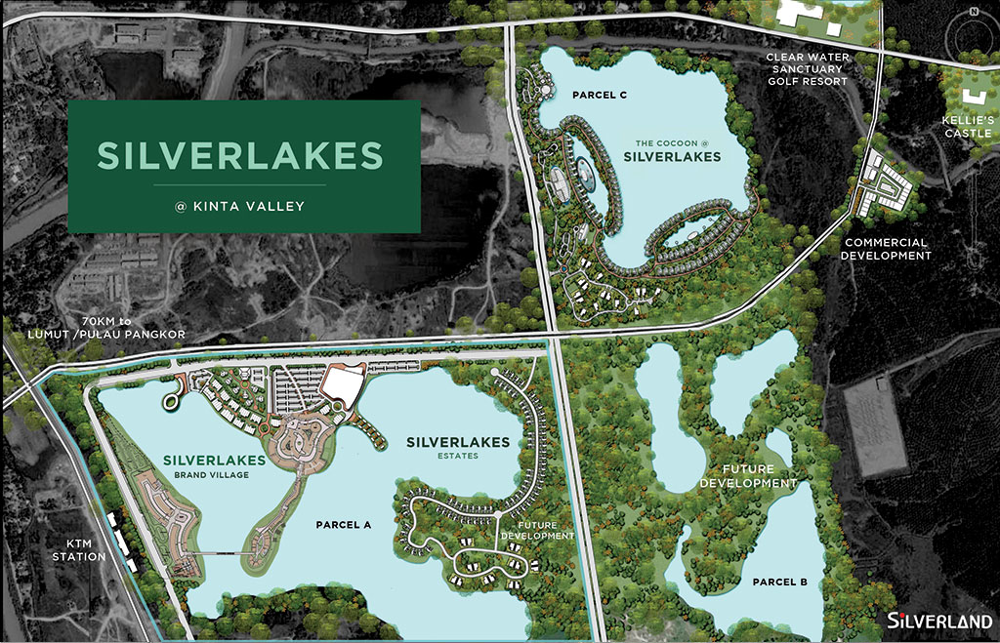 N
CLEAR WATER
SANCTUARY
GOLF RESORT
PARCEL C
KELLIE'S
CASTLE
THE COCOON @
SILVERLAKES
SILVERLAKES
@ KINTA VALLEY
COMMERCIAL
DEVELOPMENT
70KM to
LUMUT /PULAU PANGKOR
SILVERLAKES
ESTATES
SILVERLAKES
BRAND VILLAGE
FUTURE
DEVELOPMENT
PARCEL A
FUTURE
DEVELOPMENT
KTM
STATION
PARCEL B
SILVERLAND